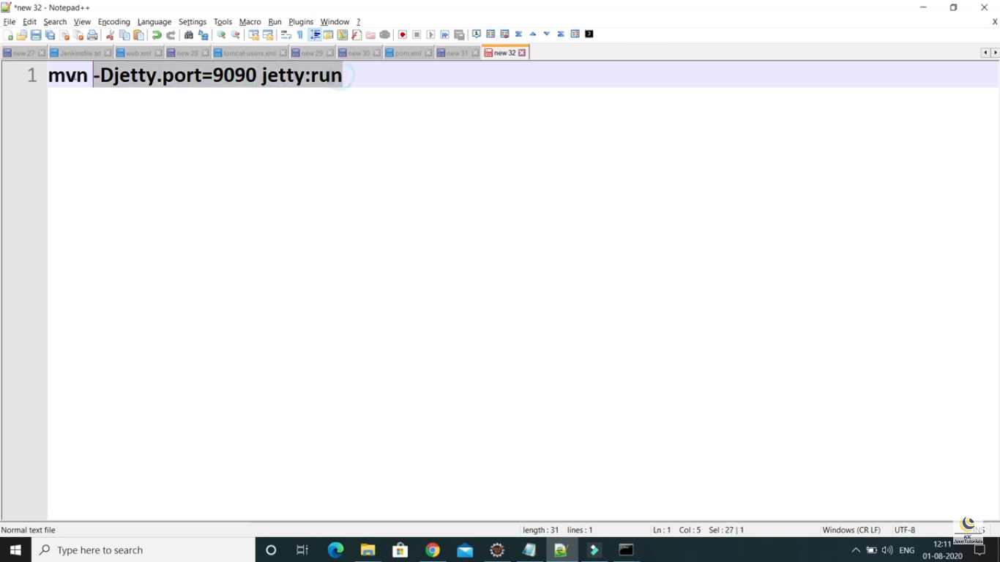 *new 32 - Notepad++
File Edit Search View Encoding Language Settings Tools Macro Run Plugins Window ? X
new 27 Jenkinsfile.txt web.xml new 28 tomcat-users.xml new 29 new 30 pom.xml new 31 new 32
1 mvn -Djetty.port=9090 jetty:run
Normal text file length : 31 lines : 1 Ln : 1 Col : 5 Sel : 27 | 1 Windows (CR LF) UTF-8 INS
KK
JavaTutorials
Type here to search ENG 12:11
01-08-2020